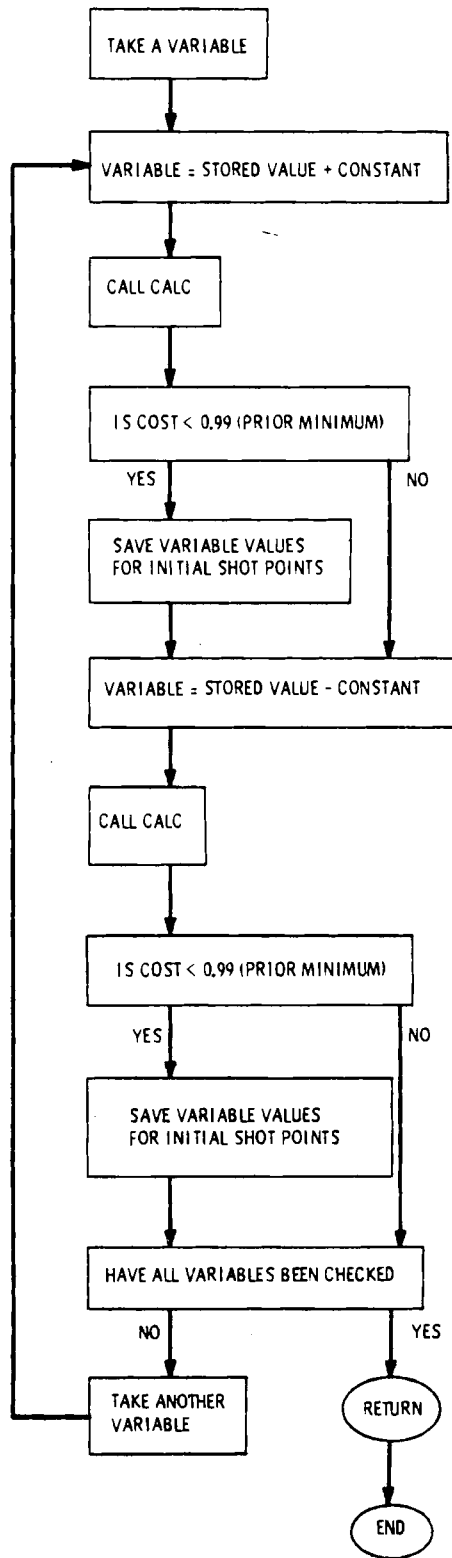 TAKE A VARIABLE
VARIABLE = STORED VALUE + CONSTANT
CALL CALC
IS COST < 0.99 (PRIOR MINIMUM)
YES
NO
SAVE VARIABLE VALUES
FOR INITIAL SHOT POINTS
VARIABLE = STORED VALUE - CONSTANT
CALL CALC
IS COST < 0.99 (PRIOR MINIMUM)
YES
NO
SAVE VARIABLE VALUES
FOR INITIAL SHOT POINTS
HAVE ALL VARIABLES BEEN CHECKED
NO
YES
TAKE ANOTHER
VARIABLE
RETURN
END